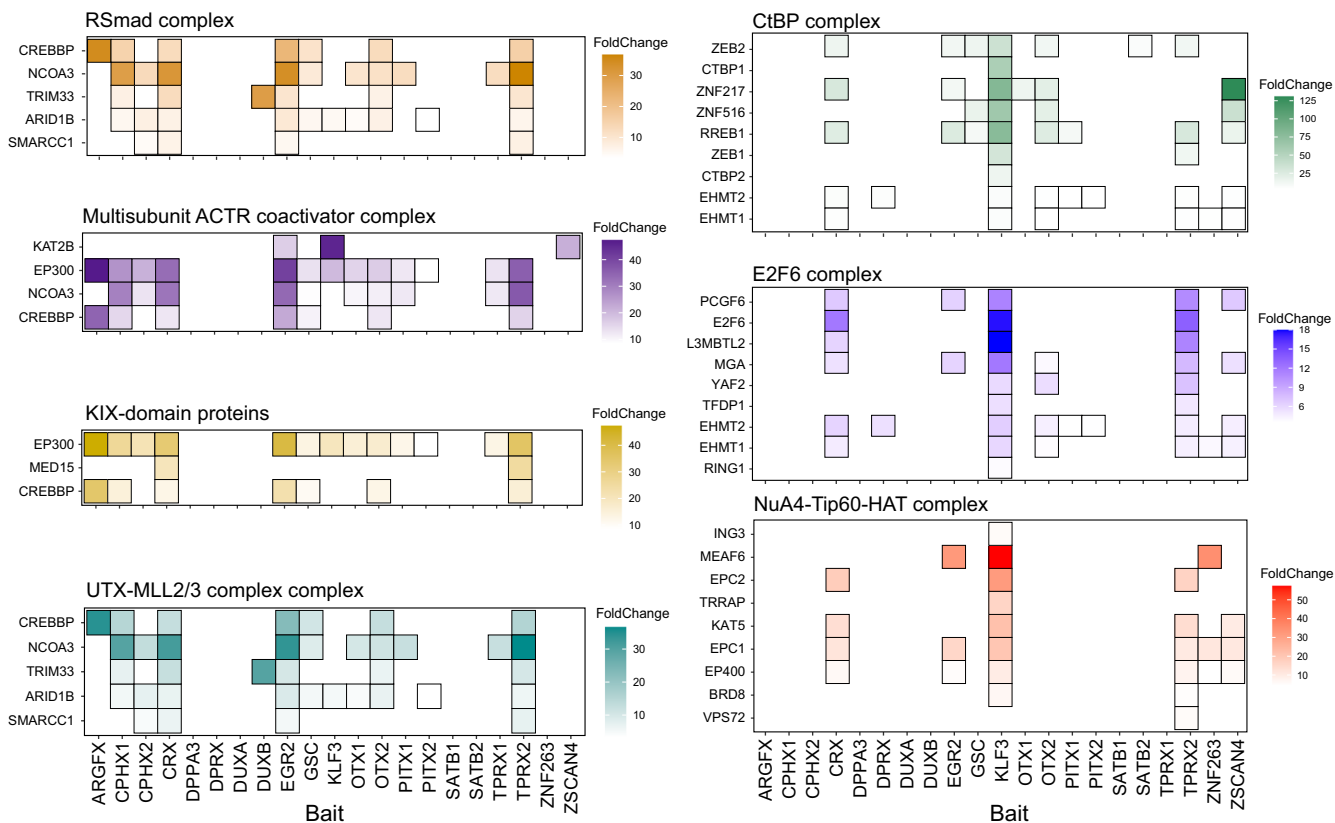 RSmad complex
CREBBP
NCOA3
TRIM33
ARID1B
SMARCC1
FoldChange
30
20
10
Multisubunit ACTR coactivator complex
KAT2B
EP300
NCOA3
CREBBP
FoldChange
40
30
20
10
KIX-domain proteins
EP300
MED15
CREBBP
FoldChange
40
30
20
10
UTX-MLL2/3 complex complex
CREBBP
NCOA3
TRIM33
ARID1B
SMARCC1
FoldChange
30
20
10
ARGFX
CPHX1
CPHX2
CRX
DPPA3
DPRX
DUXA
DUXB
EGR2
GSC
KLF3
OTX1
OTX2
PITX1
PITX2
SATB1
SATB2
TPRX1
TPRX2
ZNF263
ZSCAN4
Bait
CtBP complex
ZEB2
CTBP1
ZNF217
ZNF516
RREB1
ZEB1
CTBP2
EHMT2
EHMT1
FoldChange
125
100
75
50
25
E2F6 complex
PCGF6
E2F6
L3MBTL2
MGA
YAF2
TFDP1
EHMT2
EHMT1
RING1
FoldChange
18
15
12
9
6
NuA4-Tip60-HAT complex
ING3
MEAF6
EPC2
TRRAP
KAT5
EPC1
EP400
BRD8
VPS72
FoldChange
50
40
30
20
10
ARGFX
CPHX1
CPHX2
CRX
DPPA3
DPRX
DUXA
DUXB
EGR2
GSC
KLF3
OTX1
OTX2
PITX1
PITX2
SATB1
SATB2
TPRX1
TPRX2
ZNF263
ZSCAN4
Bait